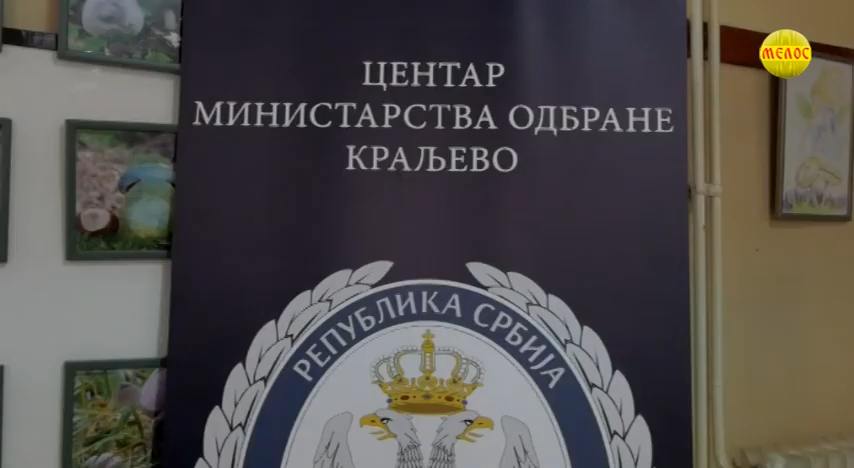 МЕЛОС
ЦЕНТАР
МИНИСТАРСТВА ОДБРАНЕ
КРАЉЕВО
РЕПУБЛИКА СРБИЈА